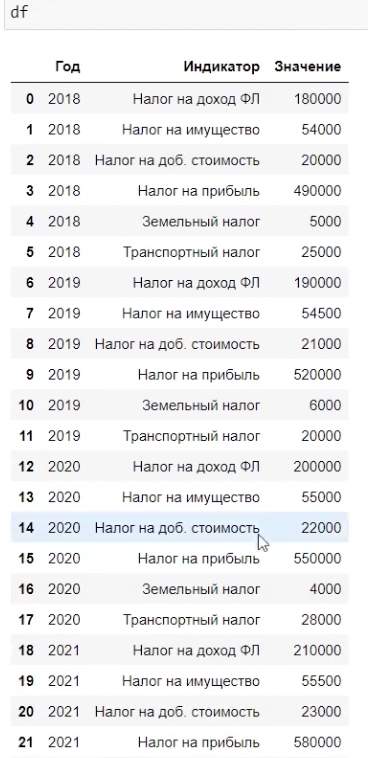 df
Год Индикатор Значение
0 2018 Налог на доход ФЛ 180000
1 2018 Налог на имущество 54000
2 2018 Налог на доб. стоимость 20000
3 2018 Налог на прибыль 490000
4 2018 Земельный налог 5000
5 2018 Транспортный налог 25000
6 2019 Налог на доход ФЛ 190000
7 2019 Налог на имущество 54500
8 2019 Налог на доб. стоимость 21000
9 2019 Налог на прибыль 520000
10 2019 Земельный налог 6000
11 2019 Транспортный налог 20000
12 2020 Налог на доход ФЛ 200000
13 2020 Налог на имущество 55000
14 2020 Налог на доб. стоимость 22000
15 2020 Налог на прибыль 550000
16 2020 Земельный налог 4000
17 2020 Транспортный налог 28000
18 2021 Налог на доход ФЛ 210000
19 2021 Налог на имущество 55500
20 2021 Налог на доб. стоимость 23000
21 2021 Налог на прибыль 580000